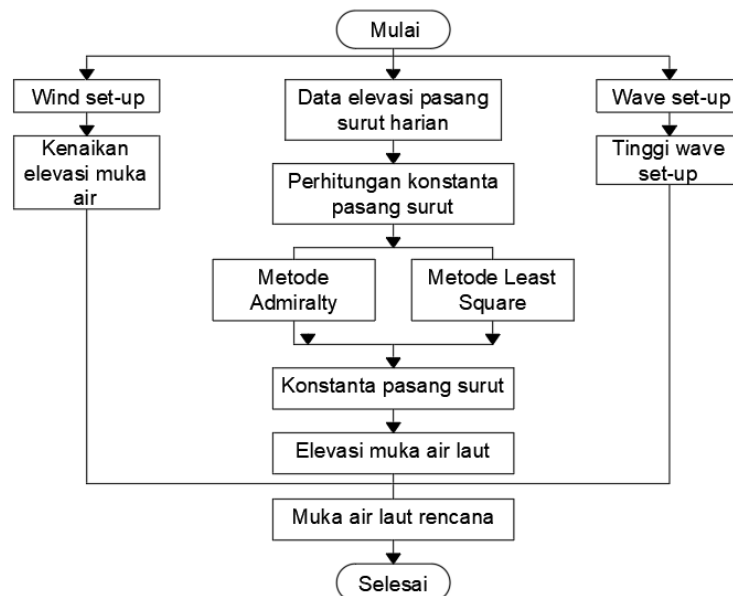 Mulai
Wind set-up
Kenaikan
elevasi muka
air
Data elevasi pasang
surut harian
Perhitungan konstanta
pasang surut
Metode
Admiralty
Metode Least
Square
Konstanta pasang surut
Elevasi muka air laut
Wave set-up
Tinggi wave
set-up
Muka air laut rencana
Selesai